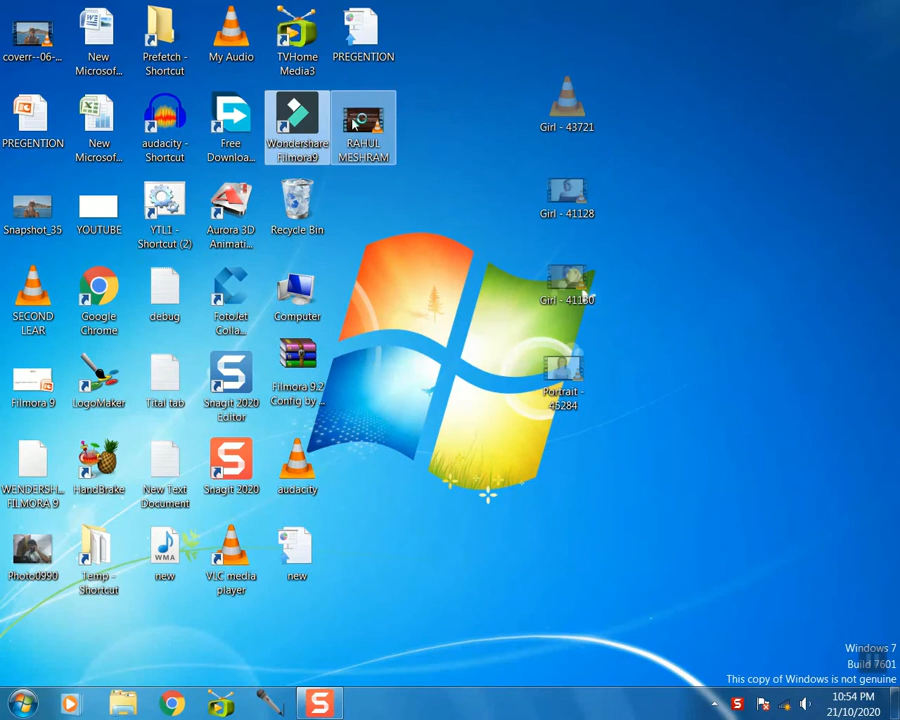 coverr--06-...
New
Microsof...
Prefetch -
Shortcut
My Audio
TVHome
Media3
PREGENTION
PREGENTION
New
Microsof...
audacity -
Shortcut
Free
Downloa...
Wondershare
Filmora9
RAHUL
MESHRAM
Girl - 43721
Snapshot_35
YOUTUBE
YTL1 -
Shortcut (2)
Aurora 3D
Animati...
Recycle Bin
Girl - 41128
SECOND
LEAR
Google
Chrome
debug
FotoJet
Colla...
Computer
Girl - 41130
Filmora 9
LogoMaker
Tital tab
Snagit 2020
Editor
Filmora 9.2
Config by ...
Portrait -
45284
WENDERSH...
FILMORA 9
HandBrake
New Text
Document
Snagit 2020
audacity
Photo0990
Temp -
Shortcut
WMA
new
VLC media
player
new
Windows 7
Build 7601
This copy of Windows is not genuine
10:54 PM
21/10/2020